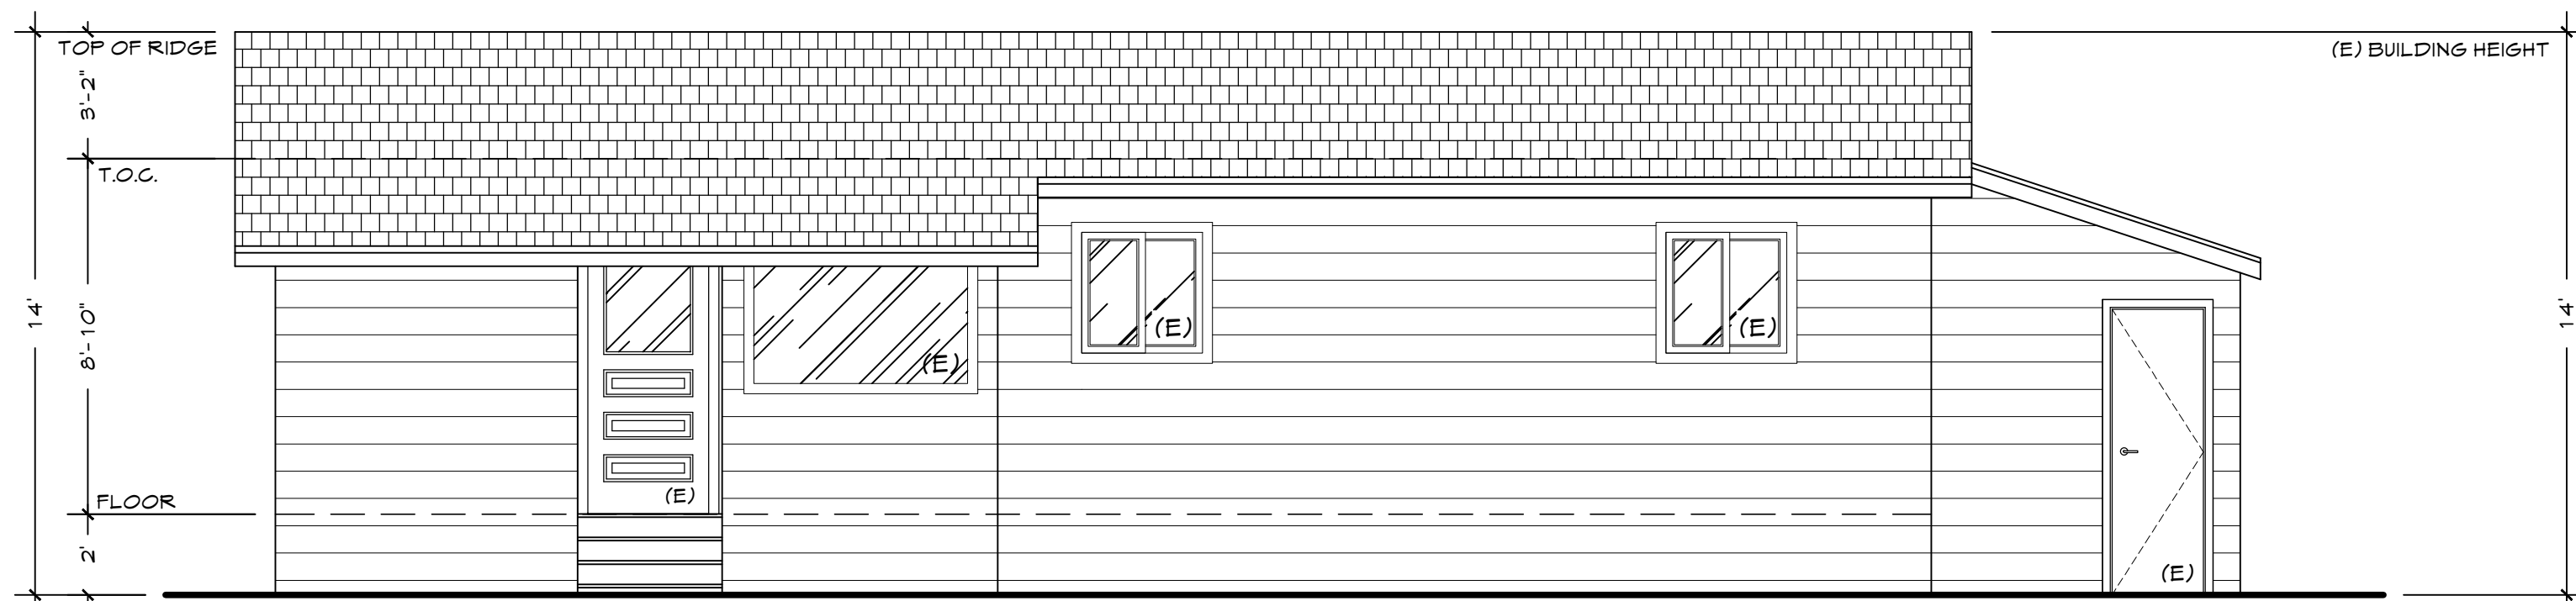 TOP OF RIDGE
(E) BUILDING HEIGHT
3'-2"
T.O.C.
14'
8'-10"
14'
(E)
(E)
(E)
(E)
FLOOR
2'
(E)